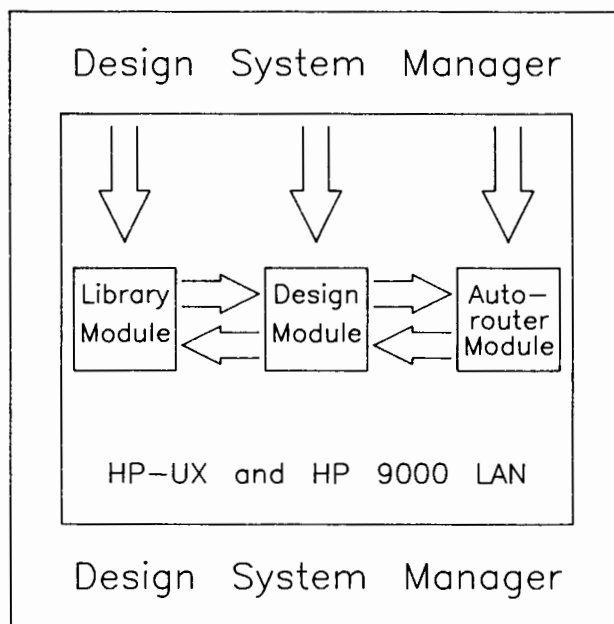 Design System Manager
Library Module
Design Module
Auto-
router
Module
HP-UX and HP 9000 LAN
Design System Manager